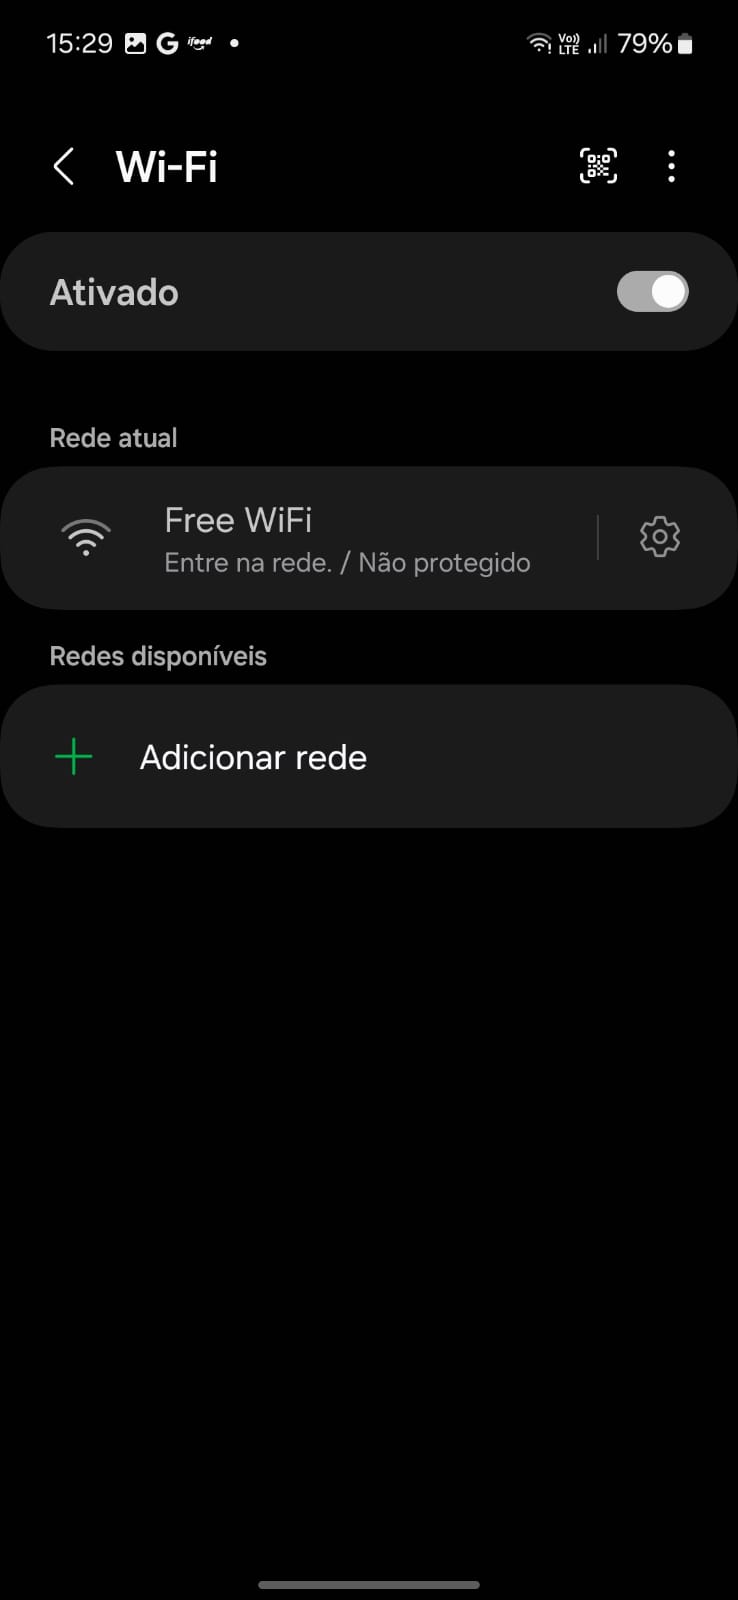 15:29 G ifood Vo)) LTE 79%
Wi-Fi
Ativado
Rede atual
Free WiFi
Entre na rede. / Não protegido
Redes disponíveis
Adicionar rede